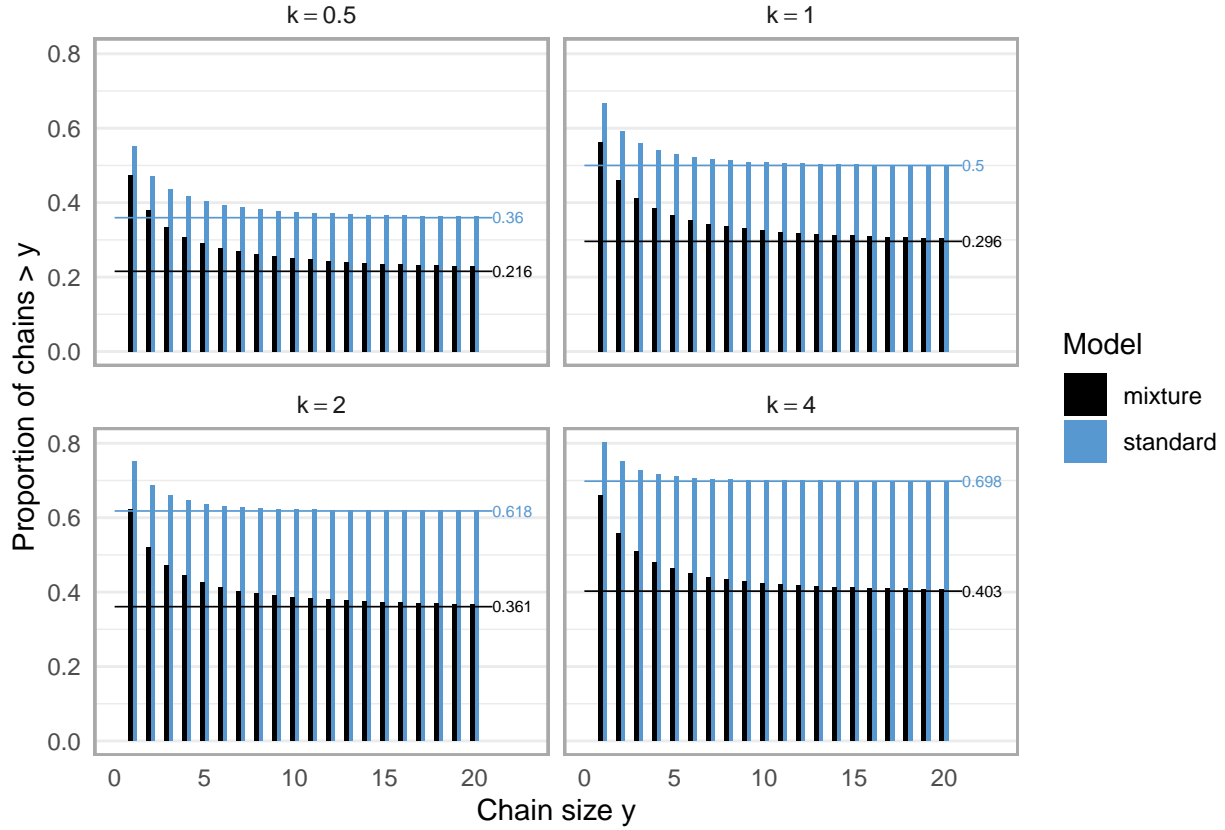 k = 0.5
k = 1
0.8
0.6
0.4
0.2
0.0
0.36
0.216
0.5
0.296
k = 2
k = 4
0.8
0.6
0.4
0.2
0.0
0.618
0.361
0.698
0.403
0 5 10 15 20
0 5 10 15 20
Chain size y
Proportion of chains > y
Model
mixture
standard